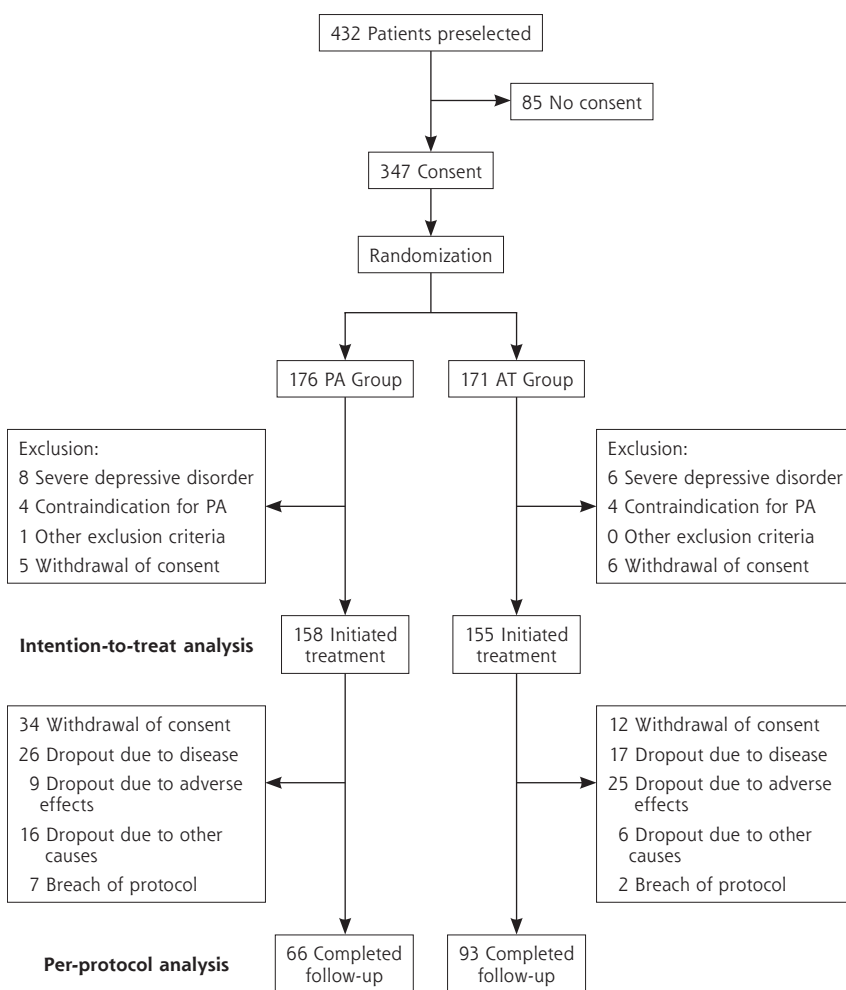 432 Patients preselected
85 No consent
347 Consent
Randomization
176 PA Group
171 AT Group
Exclusion:
8 Severe depressive disorder
4 Contraindication for PA
1 Other exclusion criteria
5 Withdrawal of consent
Exclusion:
6 Severe depressive disorder
4 Contraindication for PA
0 Other exclusion criteria
6 Withdrawal of consent
Intention-to-treat analysis
158 Initiated
treatment
155 Initiated
treatment
34 Withdrawal of consent
26 Dropout due to disease
9 Dropout due to adverse
effects
16 Dropout due to other
causes
7 Breach of protocol
12 Withdrawal of consent
17 Dropout due to disease
25 Dropout due to adverse
effects
6 Dropout due to other
causes
2 Breach of protocol
Per-protocol analysis
66 Completed
follow-up
93 Completed
follow-up